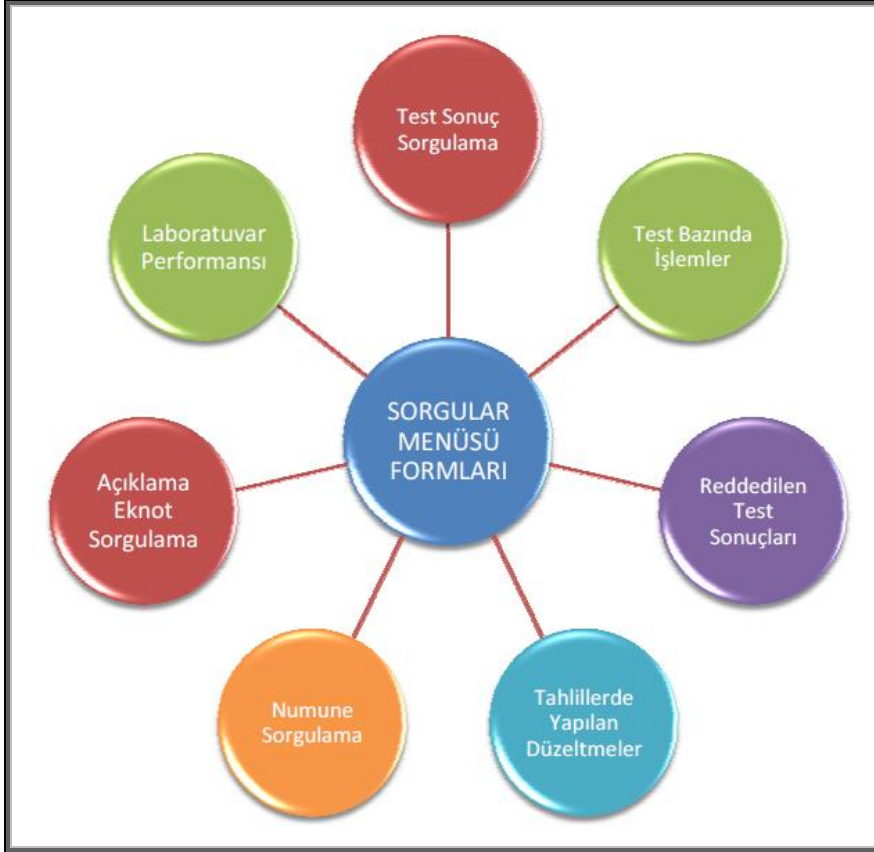 Test Sonuç
Sorgulama
Laboratuvar
Performansı
Test Bazında
İşlemler
SORGULAR
MENÜSÜ
FORMLARI
Açıklama
Eknot
Sorgulama
Reddedilen
Test
Sonuçları
Numune
Sorgulama
Tahlillerde
Yapılan
Düzeltmeler